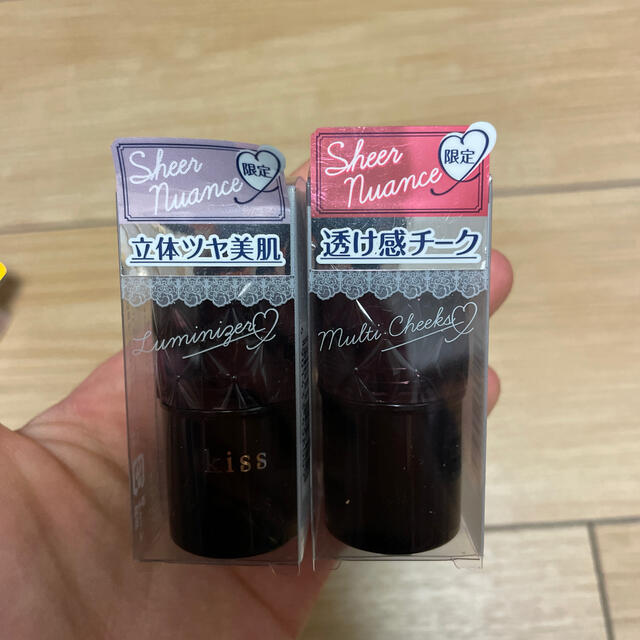 Sheer
Nuance
限定
立体ツヤ美肌
Luminizer
kiss
Sheer
Nuance
限定
透け感チーク
Multi Cheeks